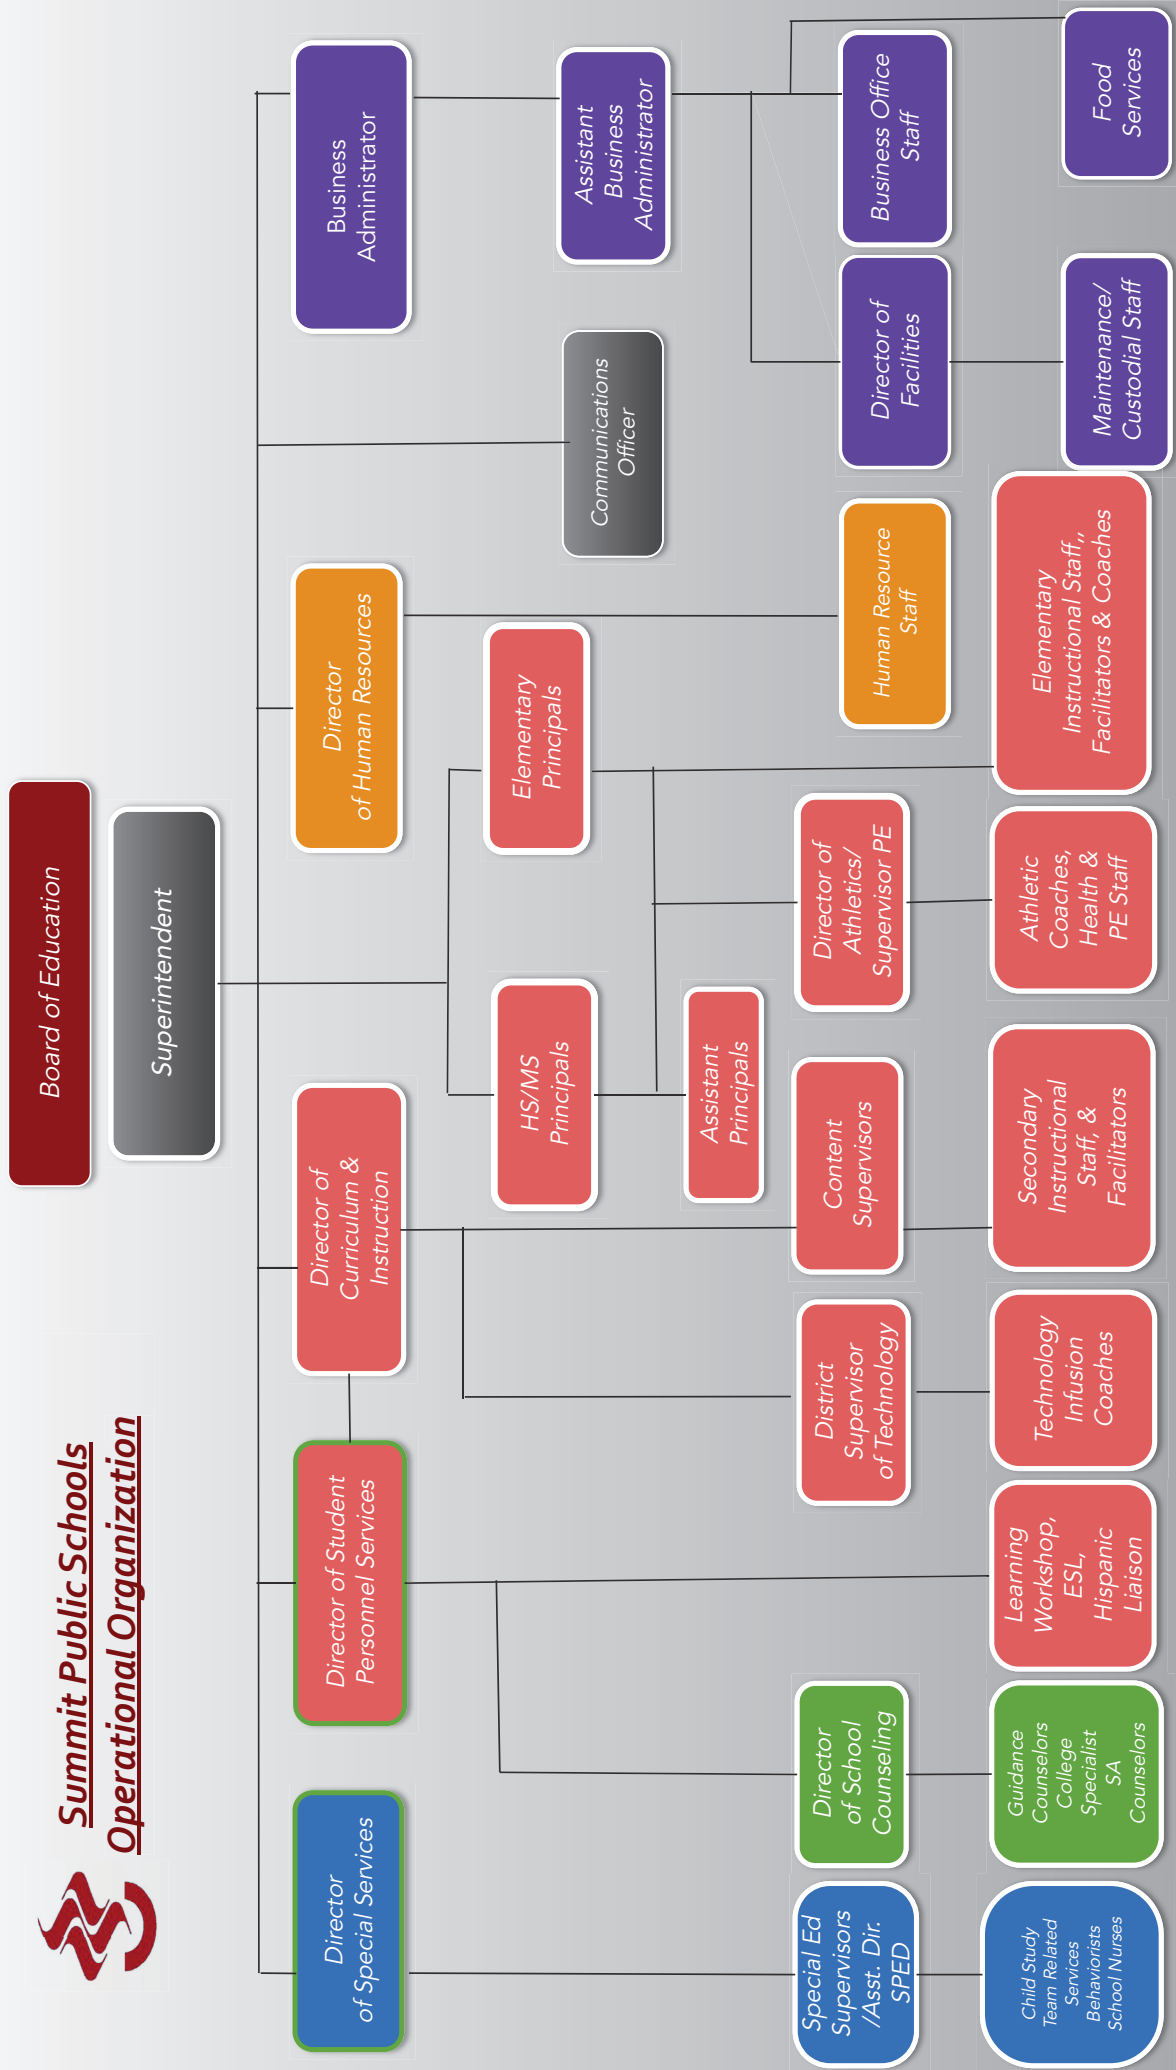 Summit Public Schools
Operational Organization
Board of Education
Superintendent
Director
of Special Services
Director of Student
Personnel Services
Director of
Curriculum &
Instruction
Director
of Human Resources
Business
Administrator
HS/MS
Principals
Elementary
Principals
Communications
Officer
Assistant
Business
Administrator
Assistant
Principals
Special Ed
Supervisors
/Asst. Dir.
SPED
Director
of School
Counseling
District
Supervisor
of Technology
Content
Supervisors
Director of
Athletics/
Supervisor PE
Human Resource
Staff
Director of
Facilities
Business Office
Staff
Child Study
Team Related
Services
Behaviorists
School Nurses
Guidance
Counselors
College
Specialist
SA
Counselors
Learning
Workshop,
ESL,
Hispanic
Liaison
Technology
Infusion
Coaches
Secondary
Instructional
Staff, &
Facilitators
Athletic
Coaches,
Health &
PE Staff
Elementary
Instructional Staff,,
Facilitators & Coaches
Maintenance/
Custodial Staff
Food
Services